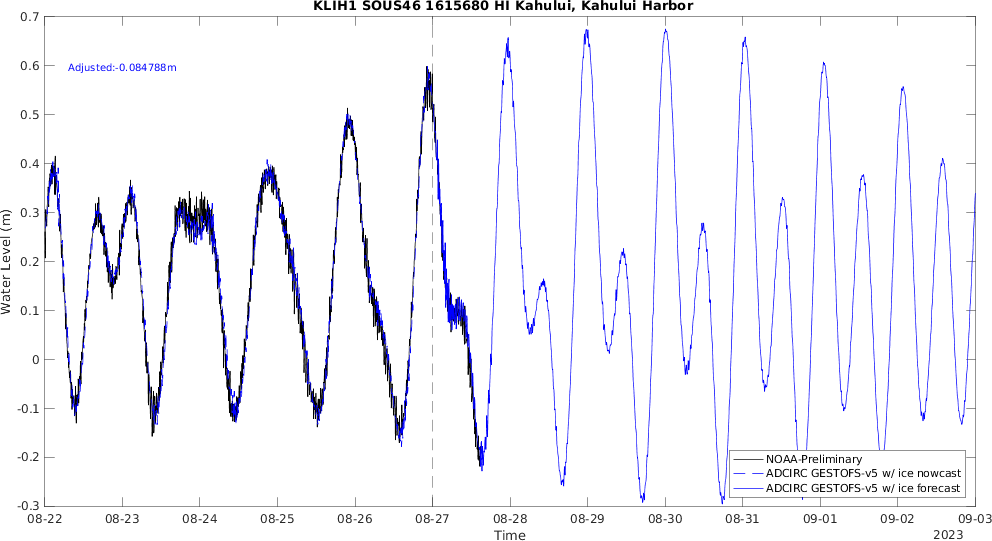 KLIH1 SOUS46 1615680 HI Kahului, Kahului Harbor
0.7
0.6
0.5
0.4
0.3
0.2
0.1
0
-0.1
-0.2
-0.3
Water Level (m)
Adjusted:-0.084788m
NOAA-Preliminary
ADCIRC GESTOFS-v5 w/ ice nowcast
ADCIRC GESTOFS-v5 w/ ice forecast
08-22 08-23 08-24 08-25 08-26 08-27 08-28 08-29 08-30 08-31 09-01 09-02 09-03
Time
2023